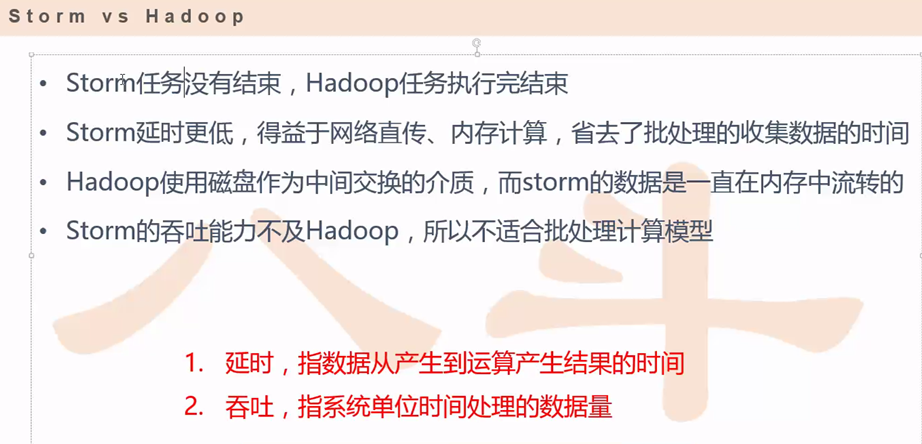 Storm vs Hadoop
• Storm任务没有结束，Hadoop任务执行完结束
• Storm延时更低，得益于网络直传、内存计算，省去了批处理的收集数据的时间
• Hadoop使用磁盘作为中间交换的介质，而storm的数据是一直在内存中流转的
• Storm的吞吐能力不及Hadoop，所以不适合批处理计算模型
八斗
1. 延时，指数据从产生到运算产生结果的时间
2. 吞吐，指系统单位时间处理的数据量